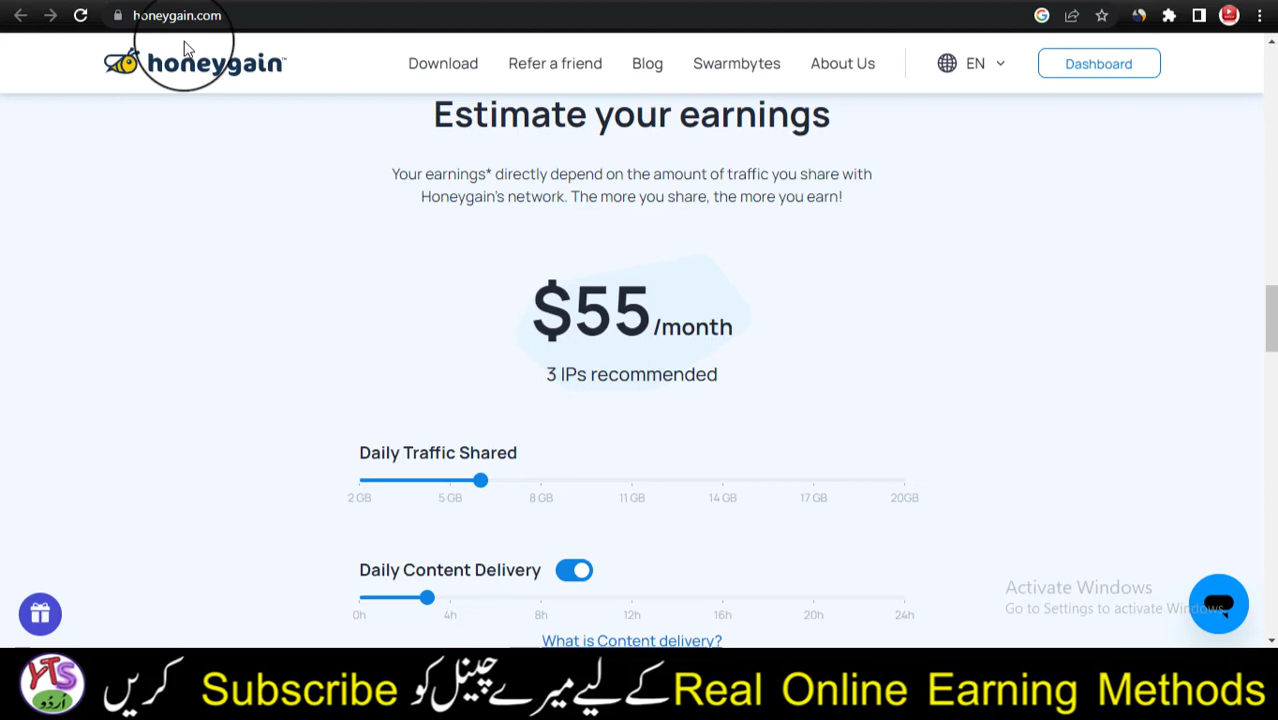 honeygain.com
honeygain™
Download Refer a friend Blog Swarmbytes About Us EN Dashboard
Estimate your earnings
Your earnings* directly depend on the amount of traffic you share with
Honeygain's network. The more you share, the more you earn!
$55/month
3 IPs recommended
Daily Traffic Shared
2 GB 5 GB 8 GB 11 GB 14 GB 17 GB 20GB
Daily Content Delivery
0h 4h 8h 12h 16h 20h 24h
What is Content delivery?
Activate Windows
Go to Settings to activate Windows.
YTS
اردو
Real Online Earning Methods کے لیے میرے چینل کو Subscribe کریں